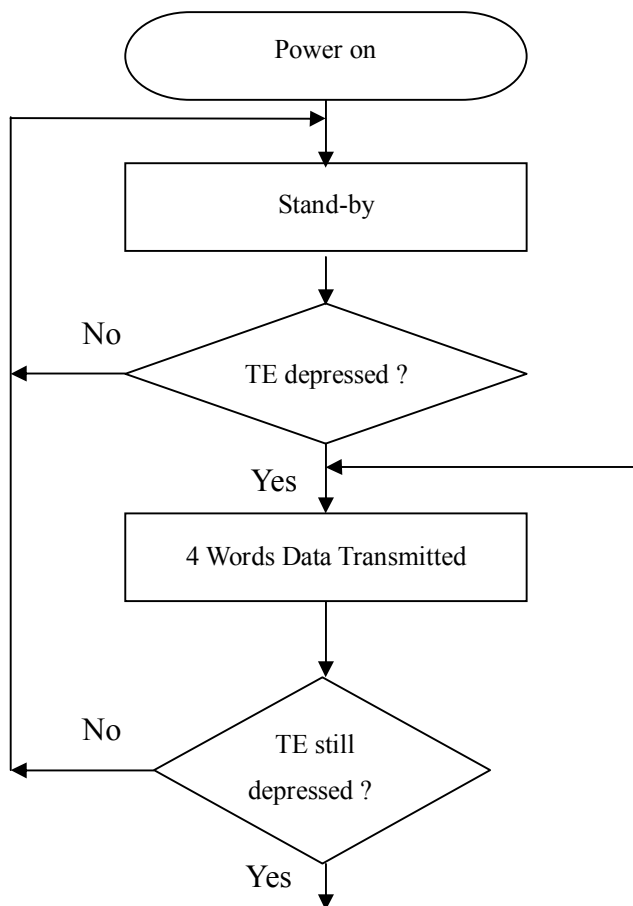 Power on
Stand-by
No
TE depressed ?
Yes
4 Words Data Transmitted
No
TE still
depressed ?
Yes